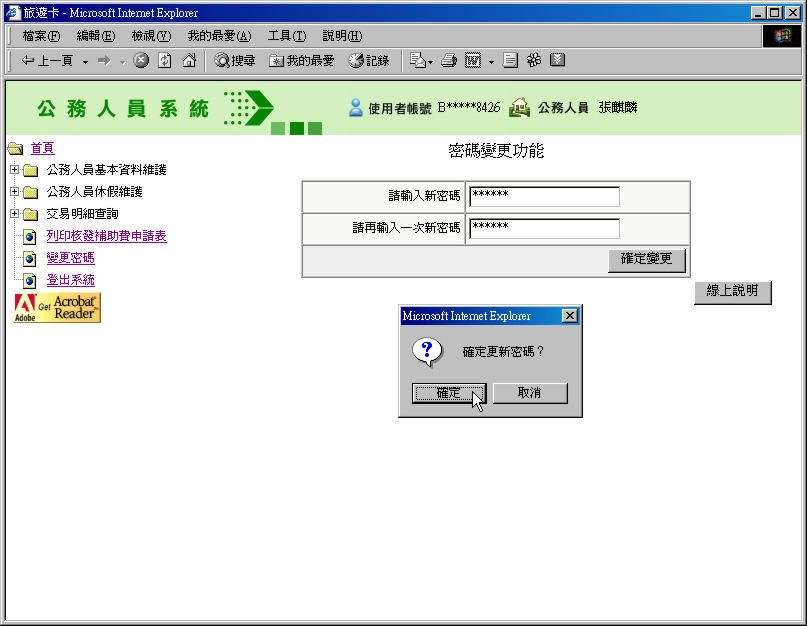 旅遊卡 - Microsoft Internet Explorer
檔案(F) 編輯(E) 檢視(V) 我的最愛(A) 工具(T) 說明(H)
上一頁 搜尋 我的最愛 記錄
公務人員系統 使用者帳號 B*****8426 公務人員 張麒麟
首頁
公務人員基本資料維護
公務人員休假維護
交易明細查詢
列印核發補助費申請表
變更密碼
登出系統
Adobe Get Acrobat Reader
密碼變更功能
請輸入新密碼 ******
請再輸入一次新密碼 ******
確定變更
線上說明
Microsoft Internet Explorer
?
確定更新密碼？
確定 取消